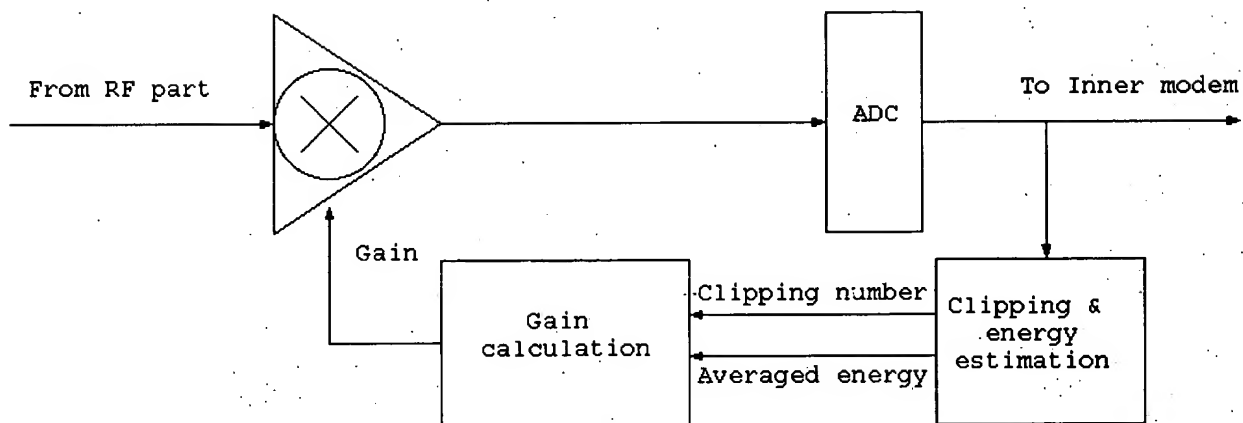 From RF part
ADC
To Inner modem
Gain
Gain
calculation
Clipping number
Averaged energy
Clipping &
energy
estimation